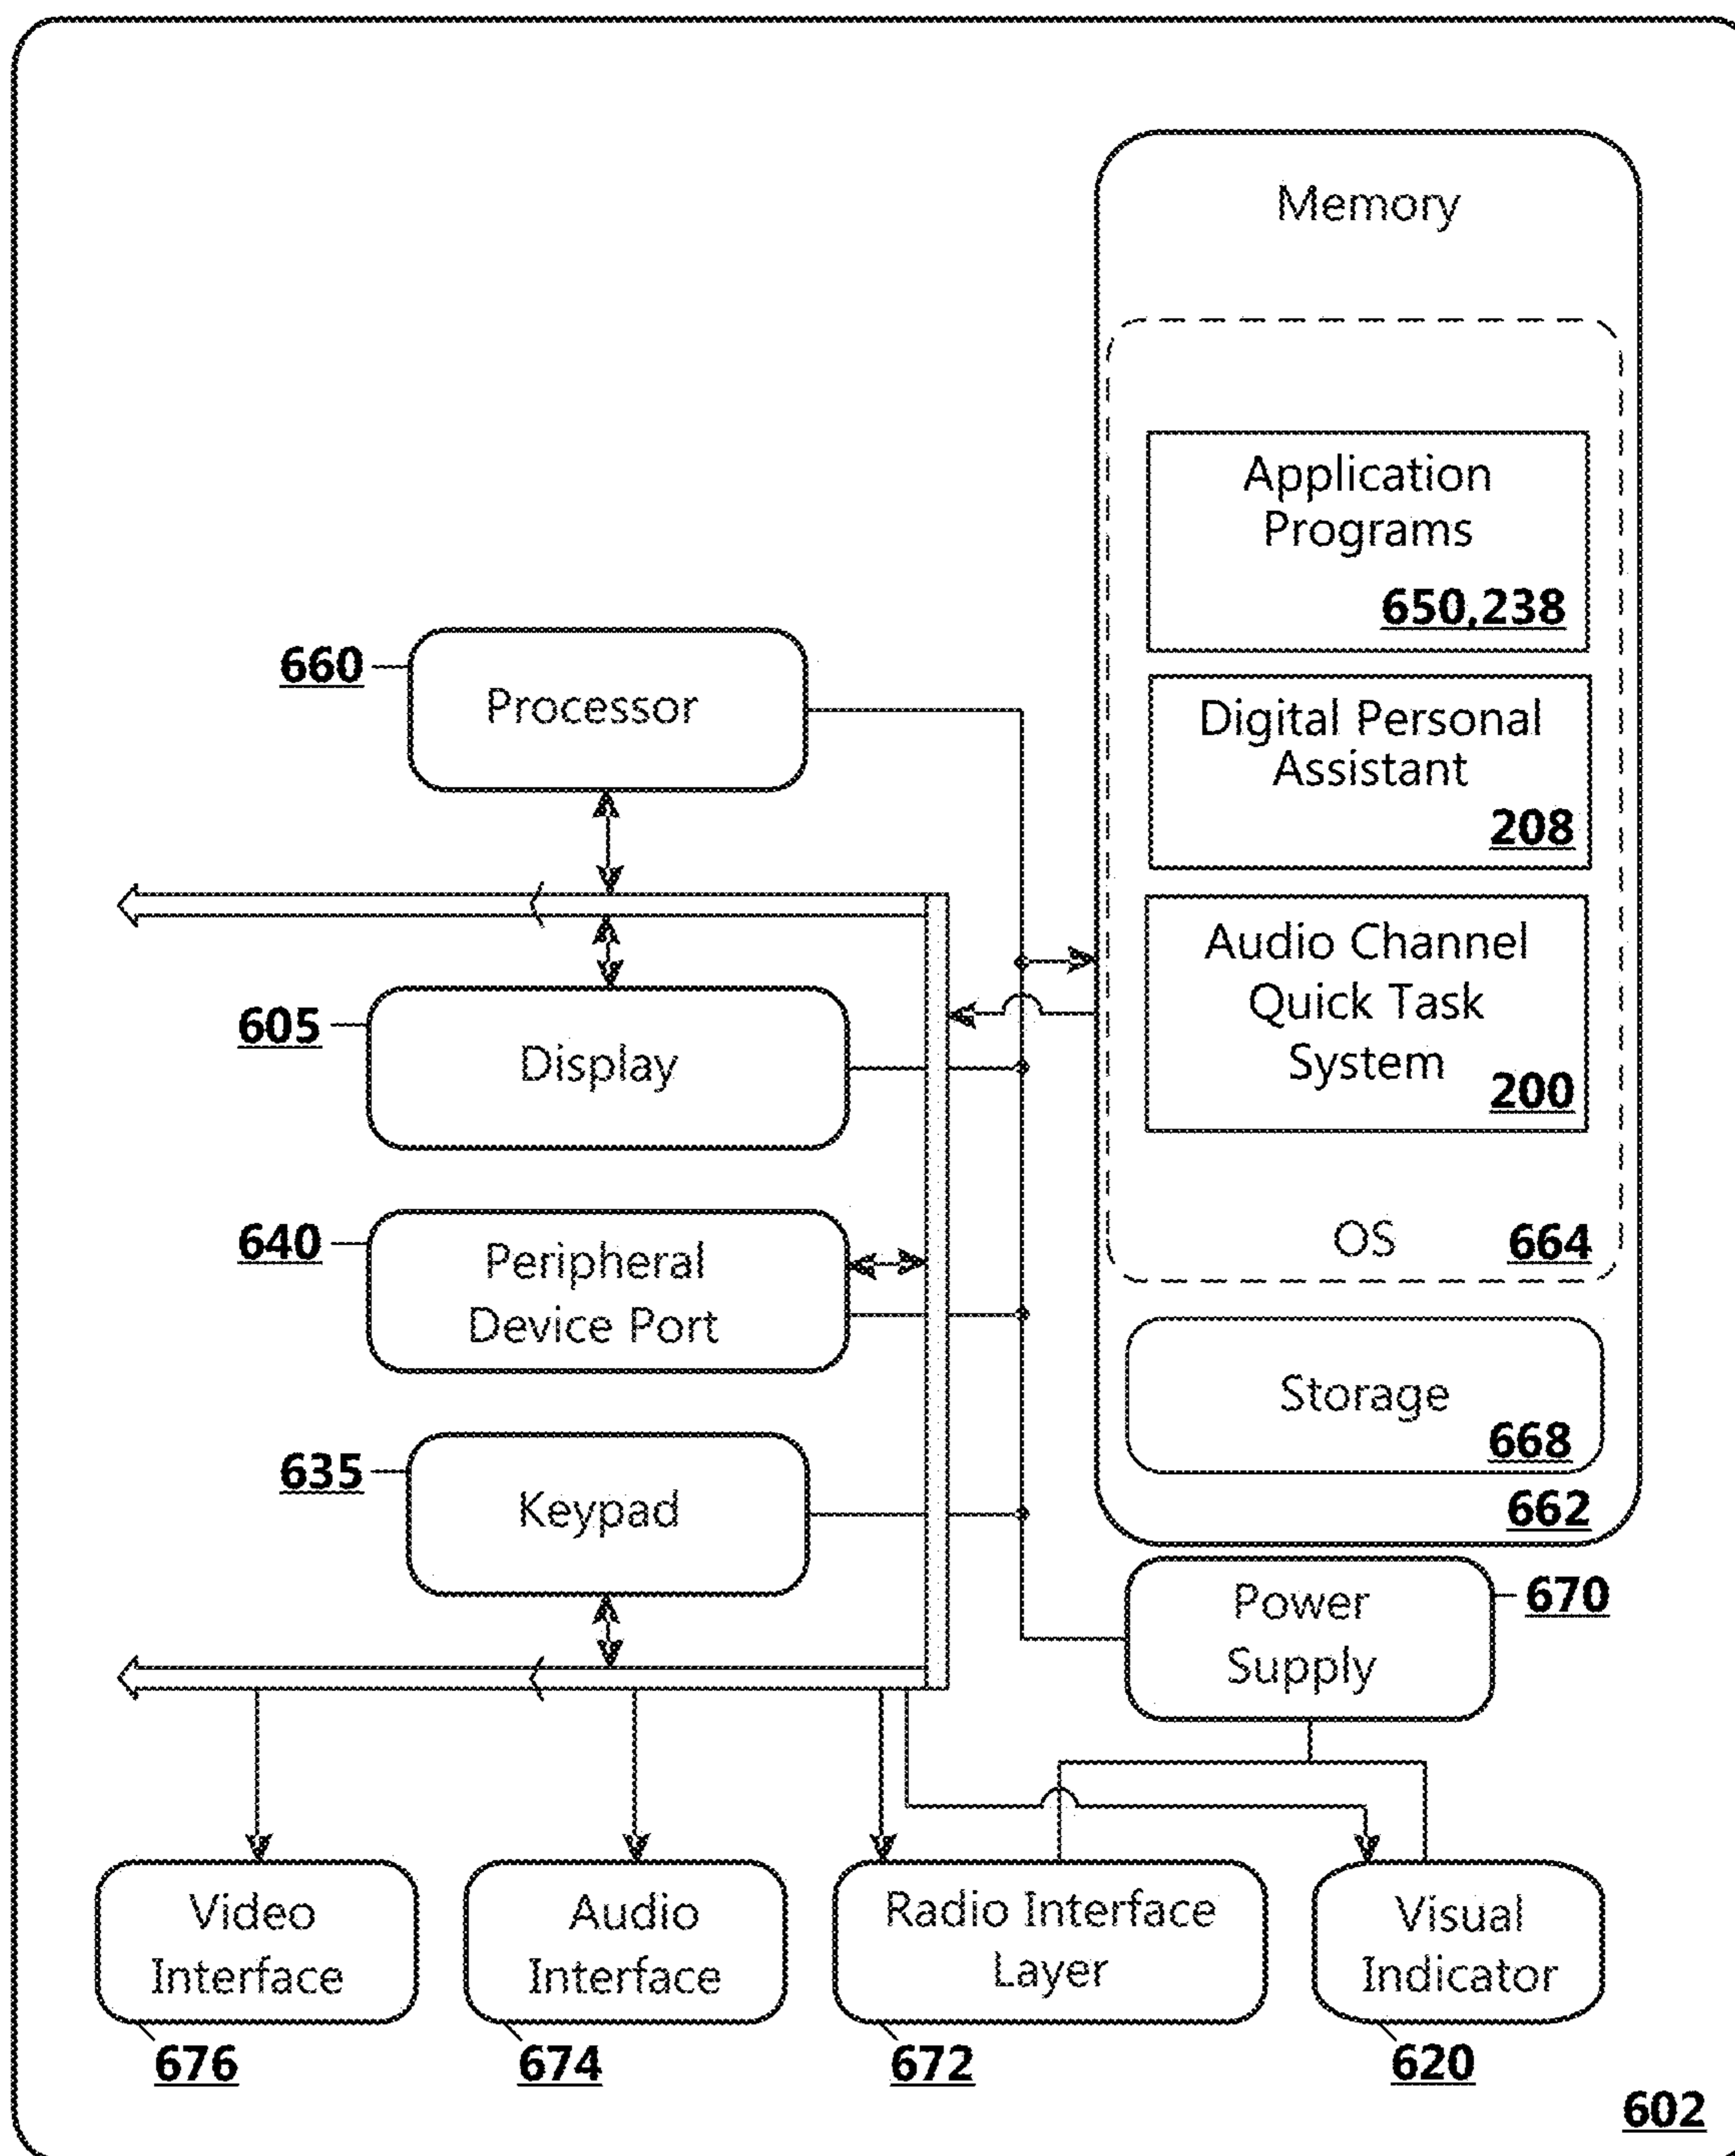 Memory
Application
Programs
650,238
660
Processor
Digital Personal
Assistant
208
Audio Channel
Quick Task
System
200
605
Display
640
Peripheral
Device Port
OS
664
Storage
668
635
Keypad
662
Power
Supply
670
Video
Interface
676
Audio
Interface
674
Radio Interface
Layer
672
Visual
Indicator
620
602